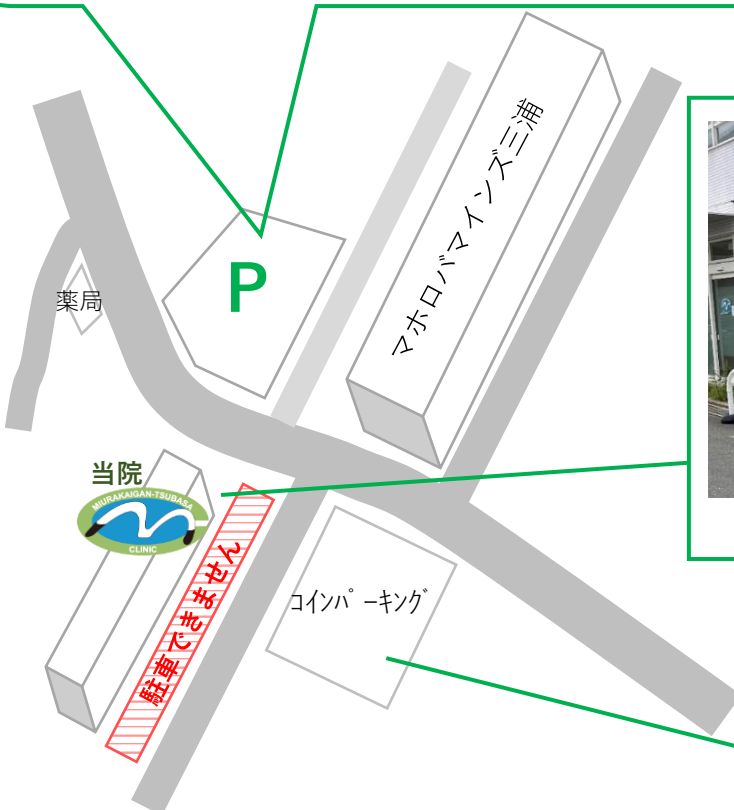 マホロバマインズ三浦
P
薬局
当院
MIURAKAIGAN-TSUBASA
CLINIC
駐車できません
コインパーキング